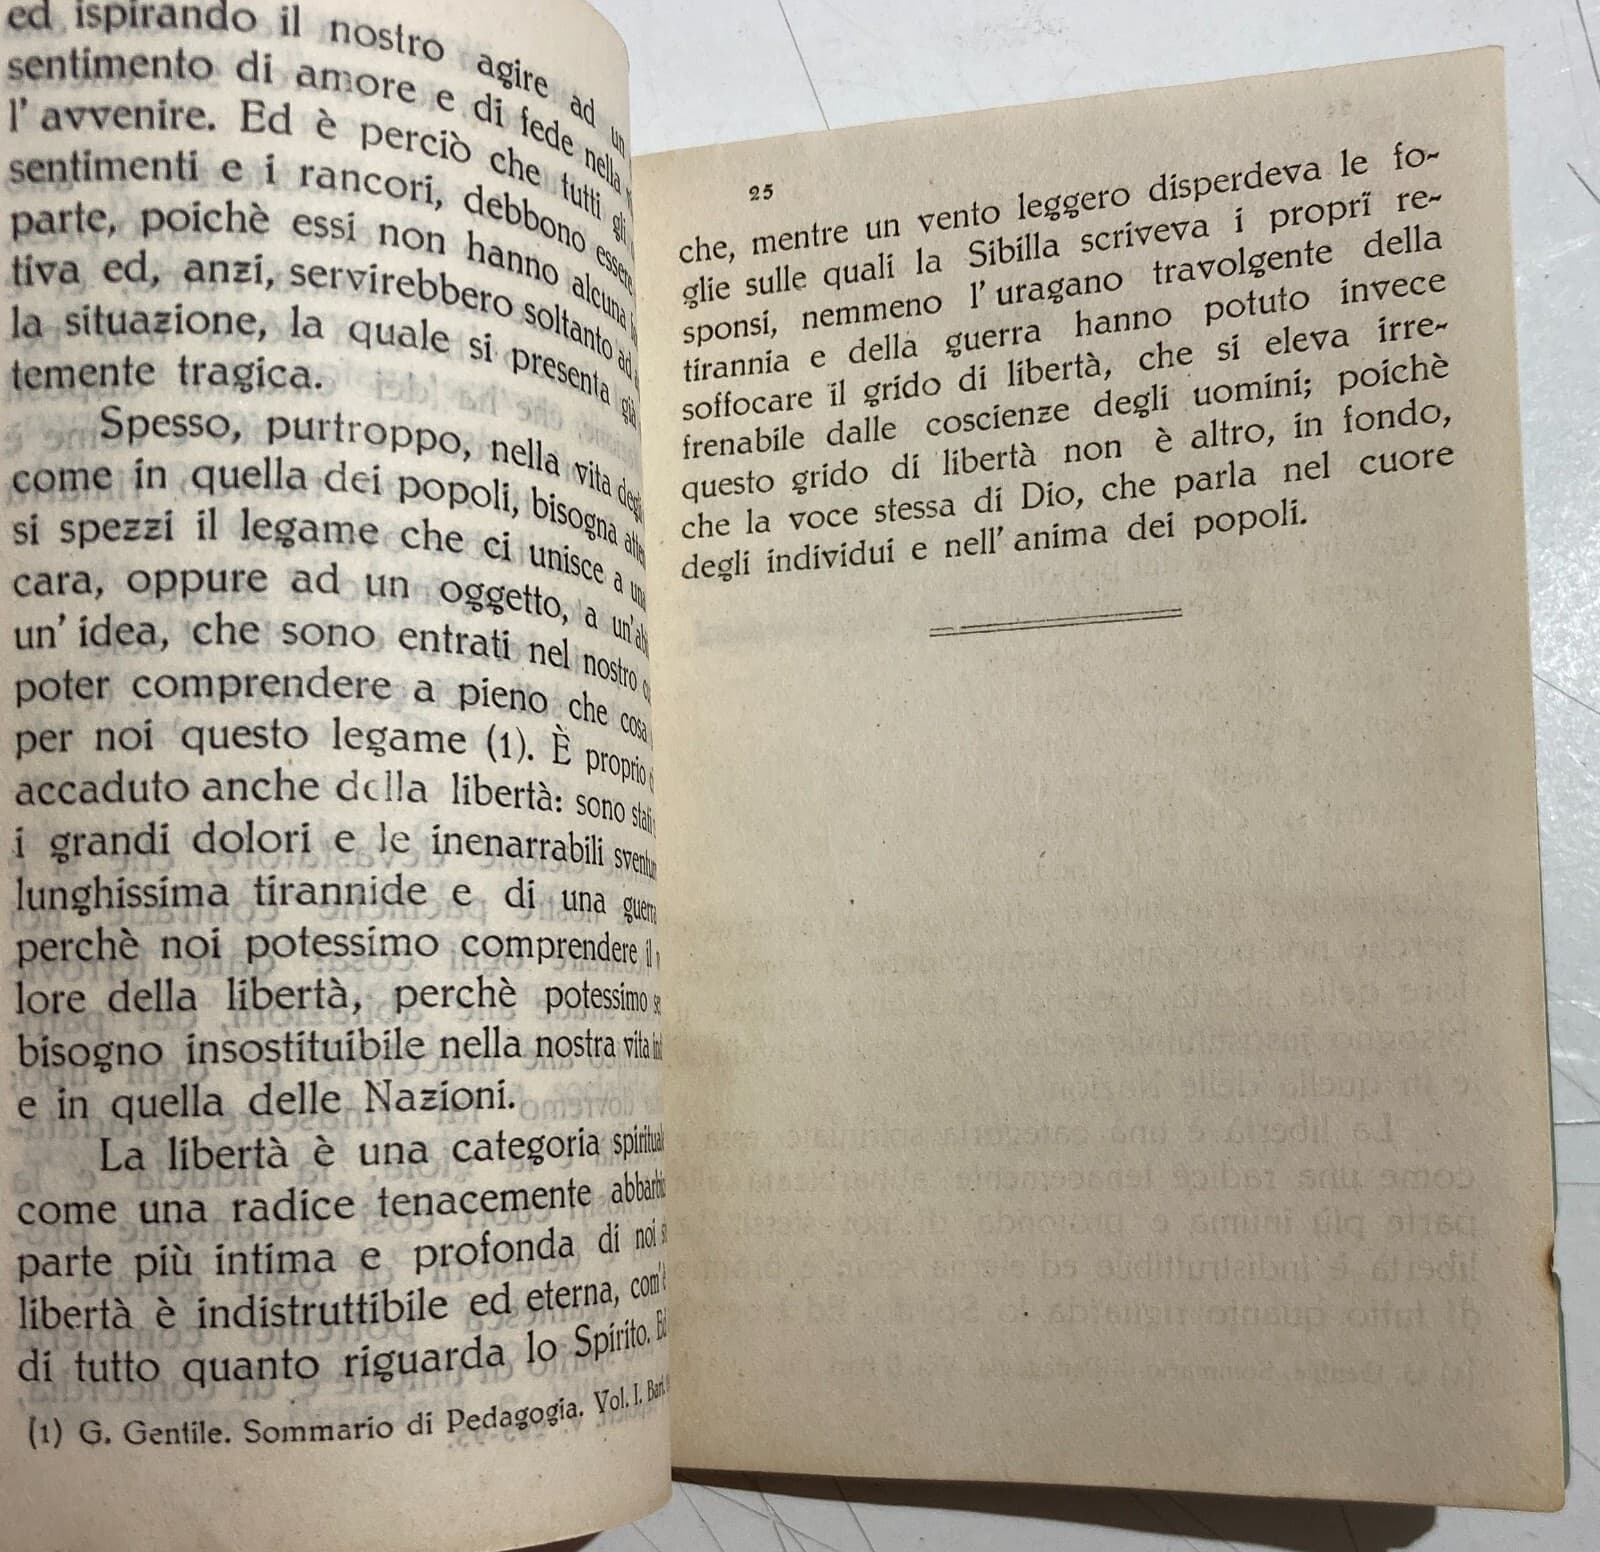 ed ispirando il nostro agire ad un
sentimento di amore e di fede nella
l' avvenire. Ed è perciò che tutti gli
sentimenti e i rancori, debbono essere
parte, poichè essi non hanno alcuna
tiva ed, anzi, servirebbero soltanto ad
la situazione, la quale si presenta già
temente tragica.
Spesso, purtroppo, nella vita
come in quella dei popoli, bisogna
si spezzi il legame che ci unisce a una
cara, oppure ad un oggetto, a
un' idea, che sono entrati nel nostro
poter comprendere a pieno che cosa
per noi questo legame (1). È proprio
accaduto anche della libertà: sono stati
i grandi dolori e le inenarrabili
lunghissima tirannide e di una guerra
perchè noi potessimo comprendere il
lore della libertà, perchè potessimo
bisogno insostituibile nella nostra vita
e in quella delle Nazioni.
La libertà è una categoria
come una radice tenacemente
parte più intima e profonda di noi
libertà è indistruttibile ed eterna, com'è
di tutto quanto riguarda lo Spirito. Ed
(1) G. Gentile. Sommario di Pedagogia. Vol. I.
25
che, mentre un vento leggero disperdeva le fo-
glie sulle quali la Sibilla scriveva i proprï re-
sponsi, nemmeno l' uragano travolgente della
tirannia e della guerra hanno potuto invece
soffocare il grido di libertà, che si eleva irre-
frenabile dalle coscienze degli uomini; poichè
questo grido di libertà non è altro, in fondo,
che la voce stessa di Dio, che parla nel cuore
degli individui e nell' anima dei popoli.